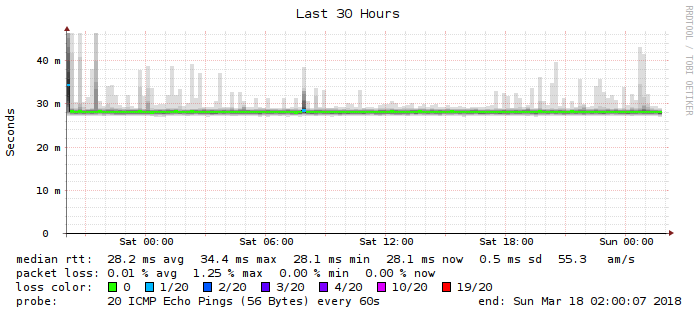 Last 30 Hours
RRDTOOL / TOBI OETIKER
Seconds
40 m
30 m
20 m
10 m
0
Sat 00:00 Sat 06:00 Sat 12:00 Sat 18:00 Sun 00:00
median rtt: 28.2 ms avg 34.4 ms max 28.1 ms min 28.1 ms now 0.5 ms sd 55.3 am/s
packet loss: 0.01 % avg 1.25 % max 0.00 % min 0.00 % now
loss color: 0 1/20 2/20 3/20 4/20 10/20 19/20
probe: 20 ICMP Echo Pings (56 Bytes) every 60s end: Sun Mar 18 02:00:07 2018